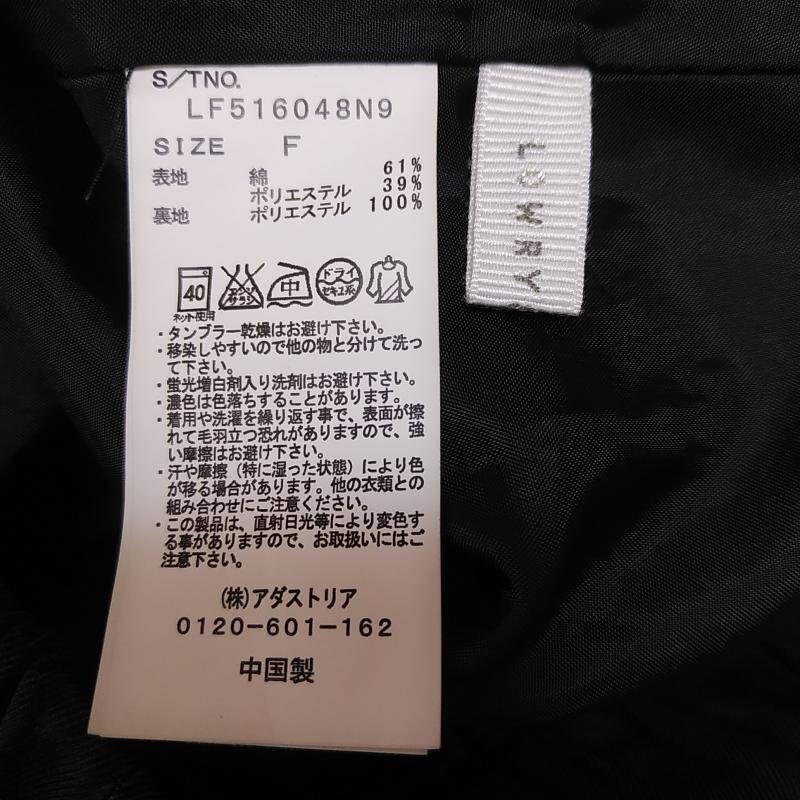 S/TNO.
LF516048N9
SIZE F
表地 綿 61%
ポリエステル 39%
裏地 ポリエステル 100%
40
ネット使用
エンソ
サラシ
中
ドライ
セキユ系
・タンブラー乾燥はお避け下さい。
・移染しやすいので他の物と分けて洗っ
て下さい。
・蛍光増白剤入り洗剤はお避け下さい。
・濃色は色落ちすることがあります。
・着用や洗濯を繰り返す事で、表面が擦
れて毛羽立つ恐れがありますので、強
い摩擦はお避けください。
・汗や摩擦（特に湿った状態）により色
が移る場合があります。他の衣類との
組み合わせにご注意ください。
・この製品は、直射日光等により変色す
る事がありますので、お取扱いにはご
注意下さい。
(株)アダストリア
0120-601-162
中国製
LOWRY